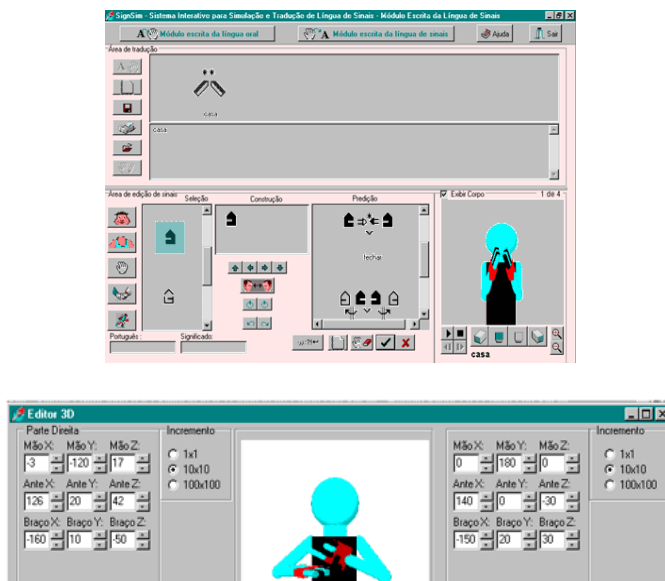 SignSim - Sistema Interativo para Simulação e Tradução de Língua de Sinais - Módulo Escrita da Língua de Sinais
Módulo escrita da língua oral
Módulo escrita da língua de sinais
Ajuda
Sair
Área de tradução
casa
casa
Área de edição de sinais
Seleção
Construção
Predição
Exibir Corpo
1 de 4
fechar
Português:
Significado:
casa
Editor 3D
Parte Direita
Incremento
Incremento
Mão X: Mão Y: Mão Z:
-3 -120 17
1x1
10x10
100x100
Ante X: Ante Y: Ante Z:
126 20 42
Braço X: Braço Y: Braço Z:
-160 10 -50
Mão X: Mão Y: Mão Z:
0 180 0
1x1
10x10
100x100
Ante X: Ante Y: Ante Z:
140 0 -30
Braço X: Braço Y: Braço Z:
-150 20 30